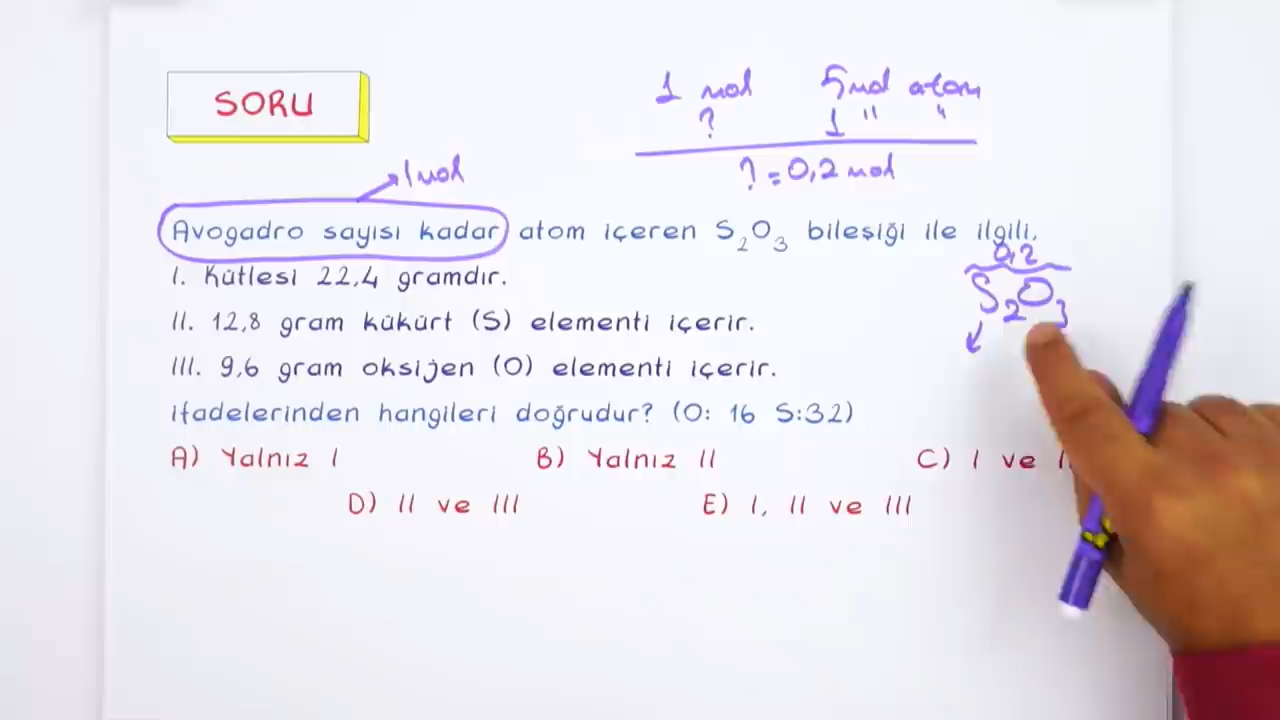 SORU
1 mol 5 mol atom
? 1 " "
? = 0,2 mol
1 mol
Avogadro sayısı kadar atom içeren S2O3 bileşiği ile ilgili,
0,2
S2O3
I. Kütlesi 22,4 gramdır.
II. 12,8 gram kükürt (S) elementi içerir.
III. 9,6 gram oksijen (O) elementi içerir.
ifadelerinden hangileri doğrudur? (O: 16 S:32)
A) Yalnız I B) Yalnız II C) I ve
D) II ve III E) I, II ve III